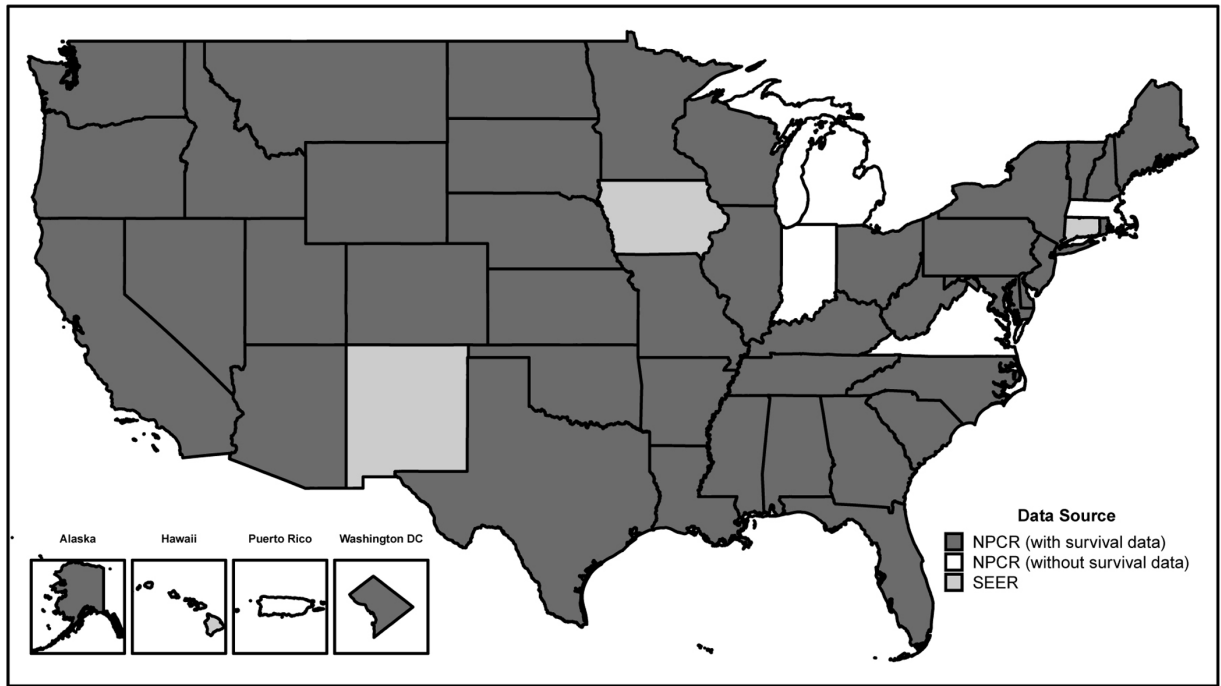 Alaska
Hawaii
Puerto Rico
Washington DC
Data Source
NPCR (with survival data)
NPCR (without survival data)
SEER